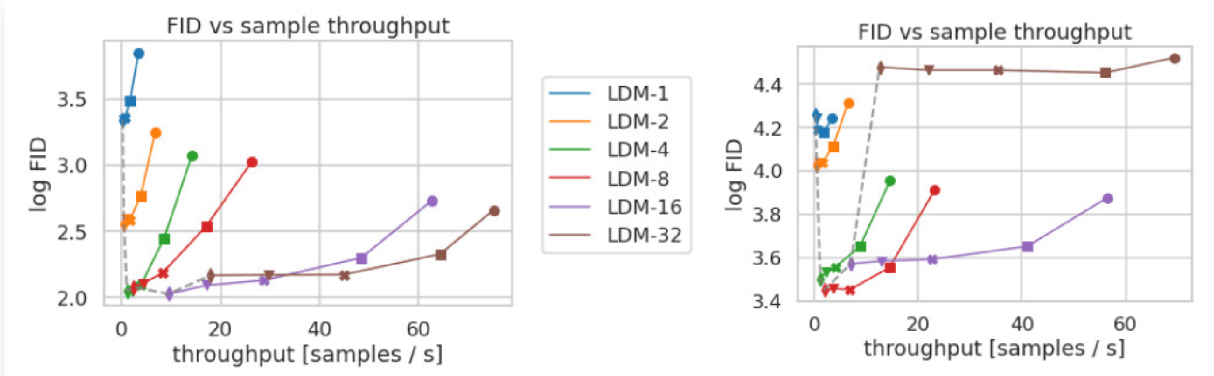 FID vs sample throughput
log FID
3.5
3.0
2.5
2.0
0
20
40
60
throughput [samples / s]
LDM-1
LDM-2
LDM-4
LDM-8
LDM-16
LDM-32
FID vs sample throughput
log FID
4.4
4.2
4.0
3.8
3.6
3.4
0
20
40
60
throughput [samples / s]